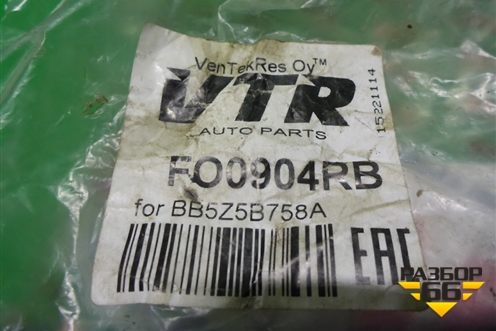 VenTekRes Oy™
VTR
AUTO PARTS
15221114
FO0904RB
for BB5Z5B758A
EAC
РАЗБОР
66